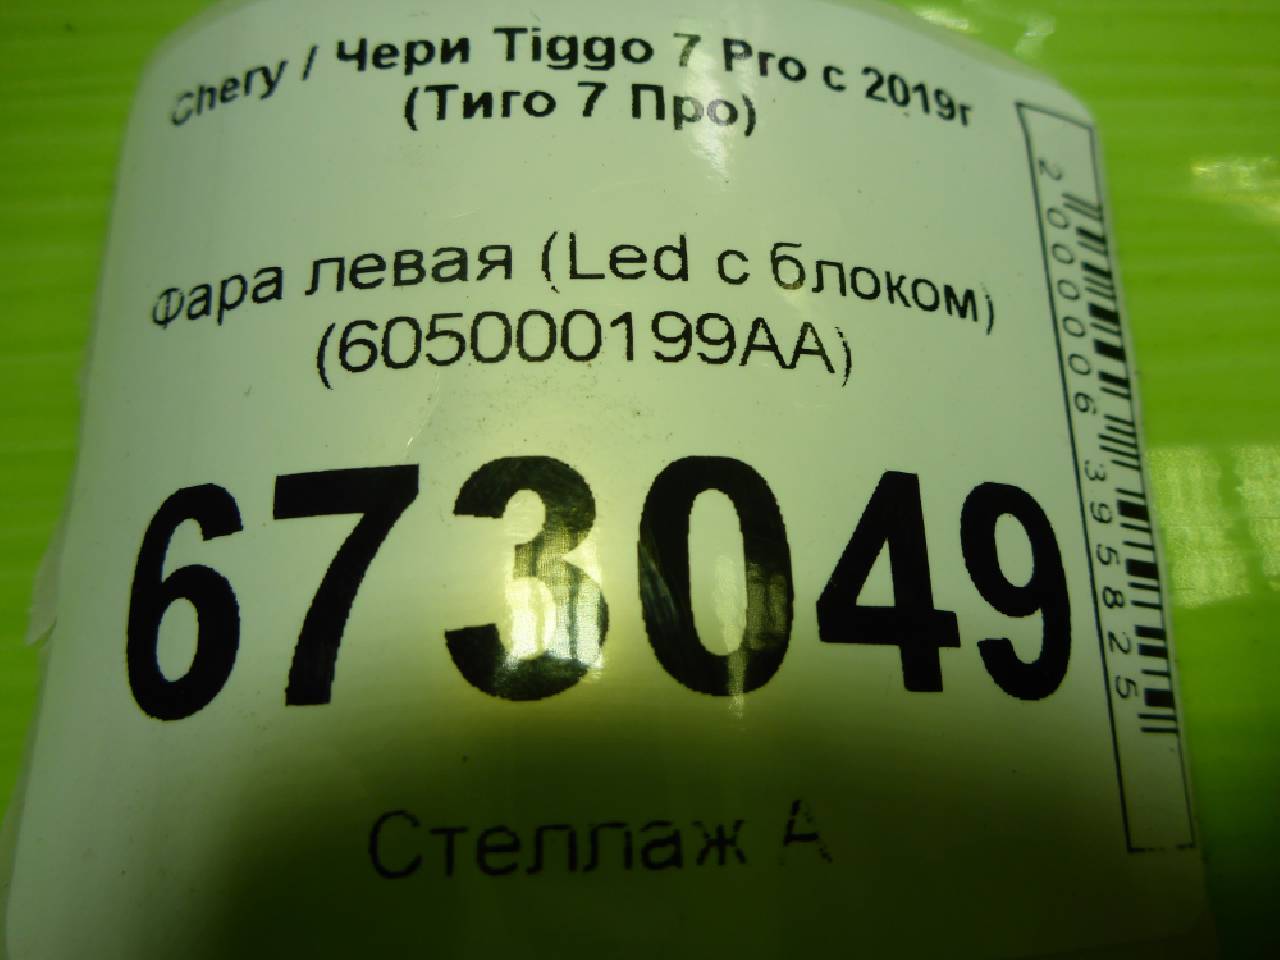 Chery / Чери Tiggo 7 Pro с 2019г
(Тиго 7 Про)
Фара левая (Led с блоком)
(605000199AA)
673049
Стеллаж А
2000006395825